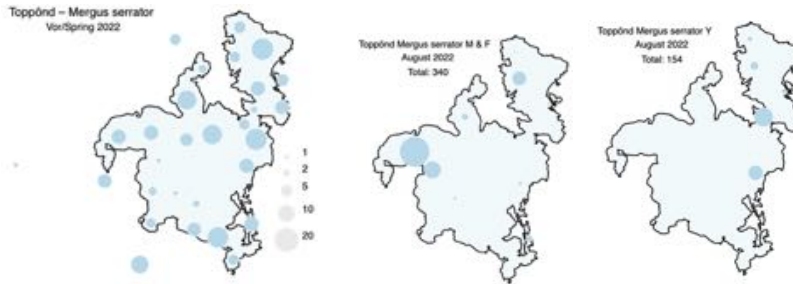 Toppönd – Mergus serrator
Vor/Spring 2022
1
2
5
10
20
Toppönd Mergus serrator M & F
August 2022
Total: 340
Toppönd Mergus serrator Y
August 2022
Total: 154